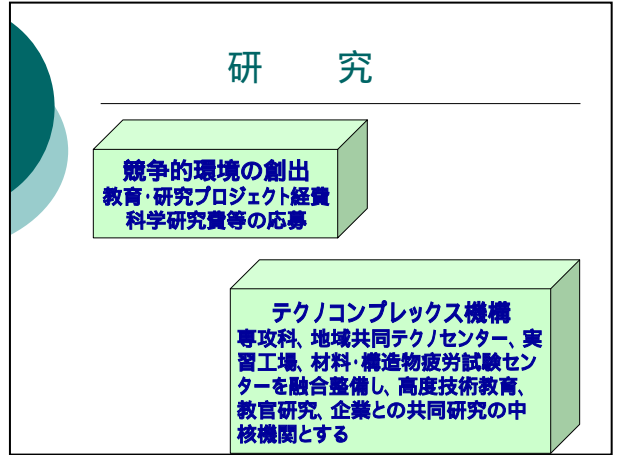 研 究
競争的環境の創出
教育・研究プロジェクト経費
科学研究費等の応募
テクノコンプレックス機構
専攻科、地域共同テクノセンター、実
習工場、材料・構造物疲労試験セン
ターを融合整備し、高度技術教育、
教官研究、企業との共同研究の中
核機関とする